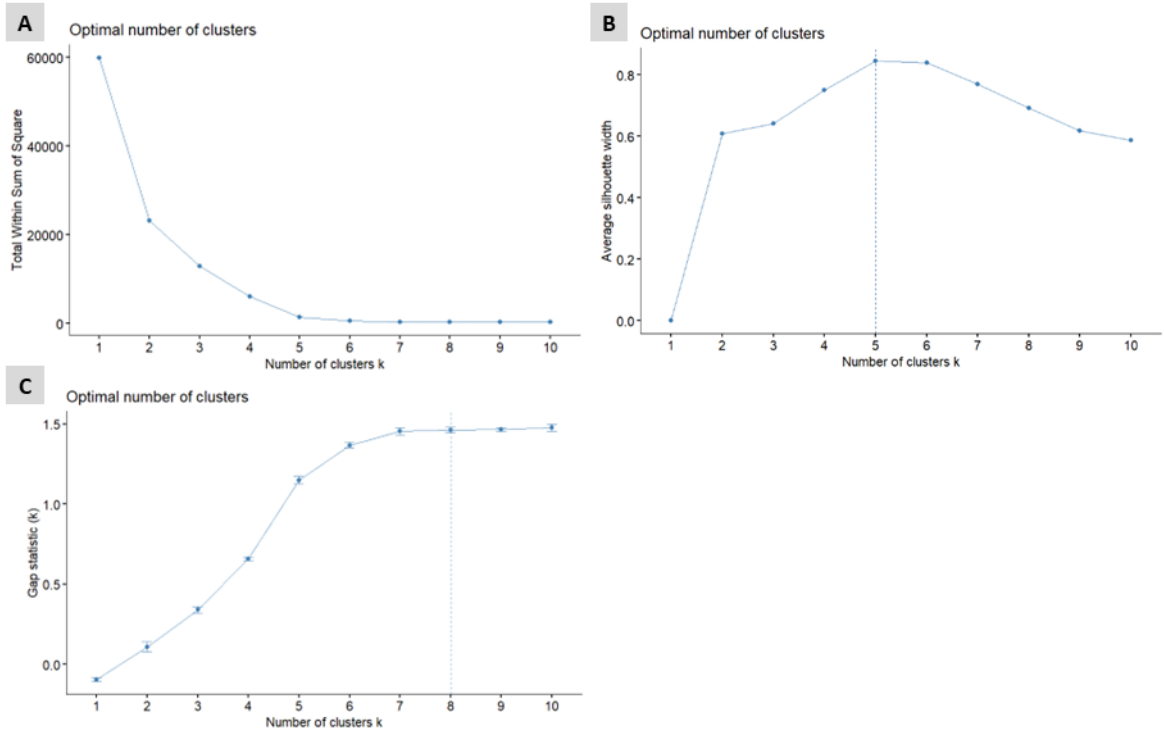 A
Optimal number of clusters
60000
40000
20000
0
Total Within Sum of Square
1 2 3 4 5 6 7 8 9 10
Number of clusters k
B
Optimal number of clusters
0.8
0.6
0.4
0.2
0.0
Average silhouette width
1 2 3 4 5 6 7 8 9 10
Number of clusters k
C
Optimal number of clusters
1.5
1.0
0.5
0.0
Gap statistic (k)
1 2 3 4 5 6 7 8 9 10
Number of clusters k